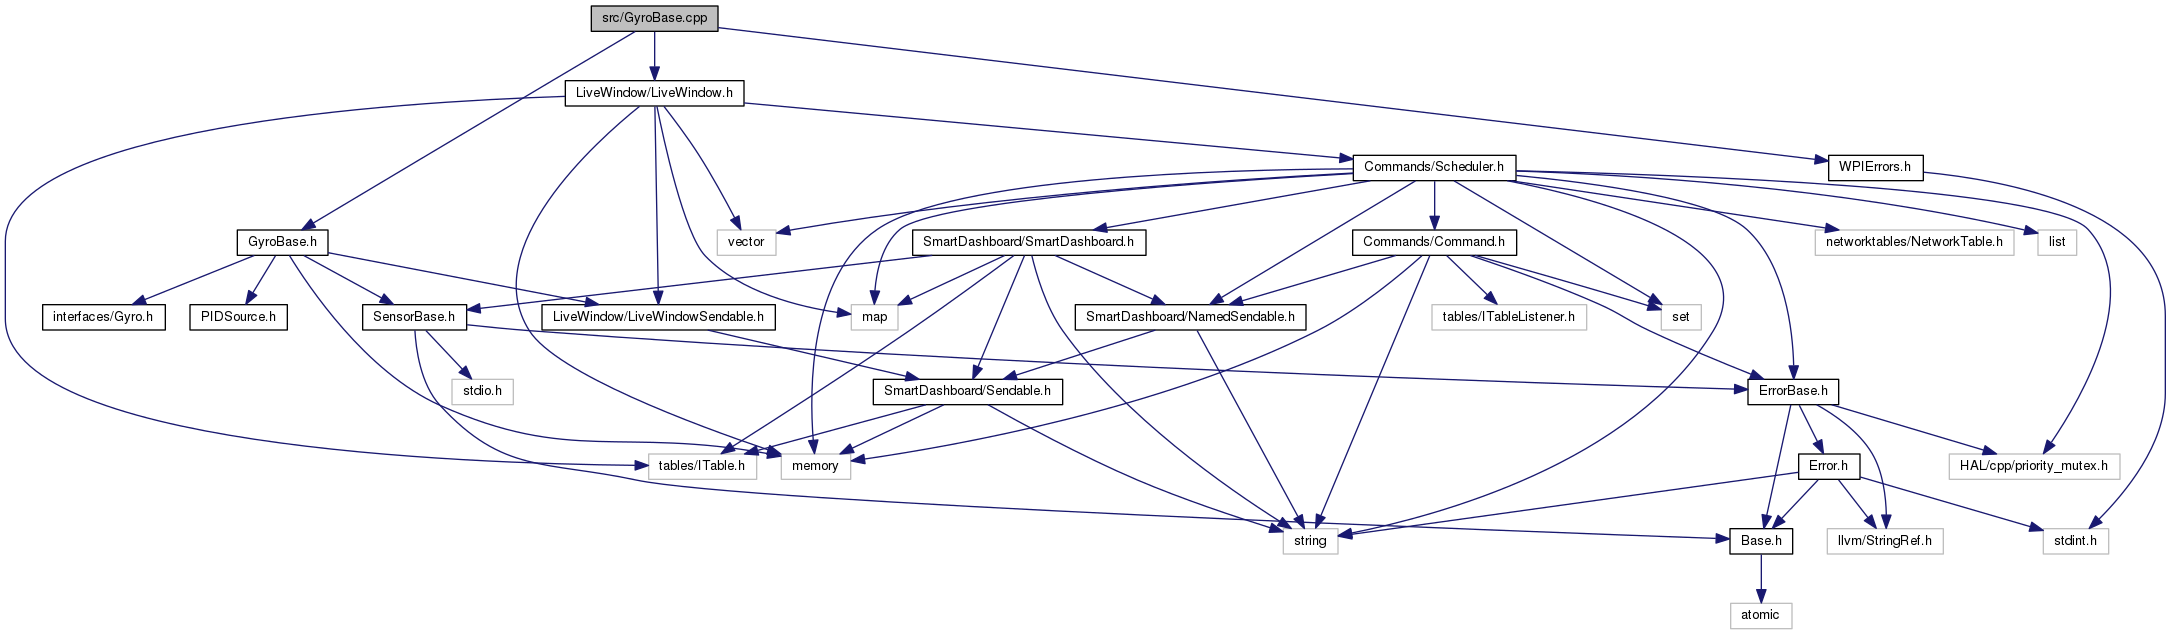 src/GyroBase.cpp
LiveWindow/LiveWindow.h
Commands/Scheduler.h
WPIErrors.h
GyroBase.h
vector
SmartDashboard/SmartDashboard.h
Commands/Command.h
networktables/NetworkTable.h
list
interfaces/Gyro.h
PIDSource.h
SensorBase.h
LiveWindow/LiveWindowSendable.h
map
SmartDashboard/NamedSendable.h
tables/ITableListener.h
set
stdio.h
SmartDashboard/Sendable.h
ErrorBase.h
tables/ITable.h
memory
Error.h
HAL/cpp/priority_mutex.h
string
Base.h
llvm/StringRef.h
stdint.h
atomic